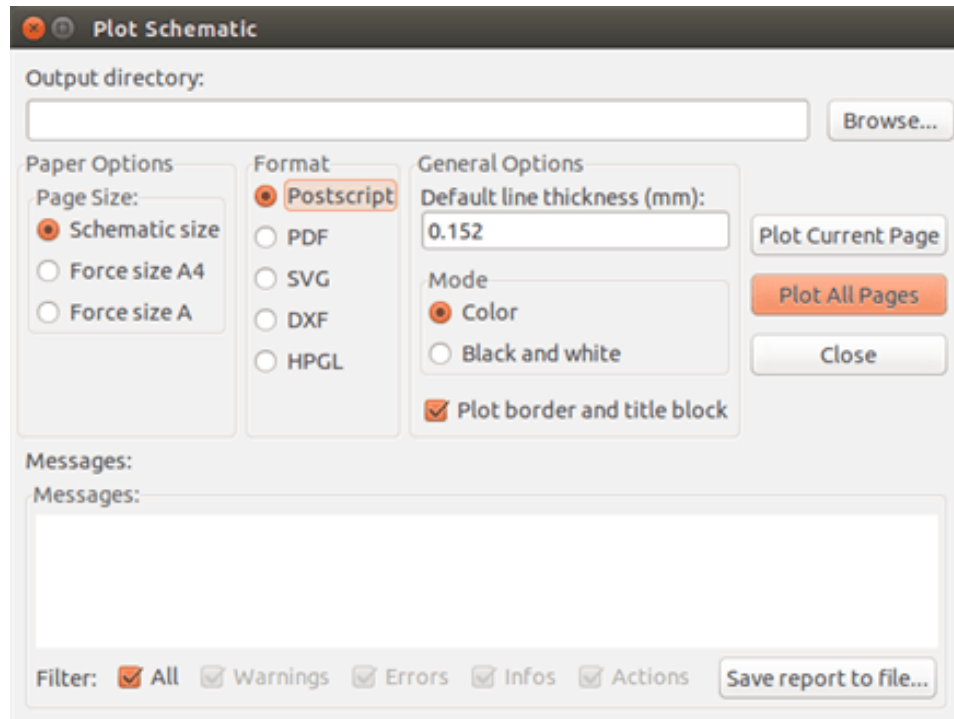 Plot Schematic
Output directory:
Browse...
Paper Options
Page Size:
Schematic size
Force size A4
Force size A
Format
Postscript
PDF
SVG
DXF
HPGL
General Options
Default line thickness (mm):
0.152
Mode
Color
Black and white
Plot border and title block
Plot Current Page
Plot All Pages
Close
Messages:
Messages:
Filter: All Warnings Errors Infos Actions Save report to file...